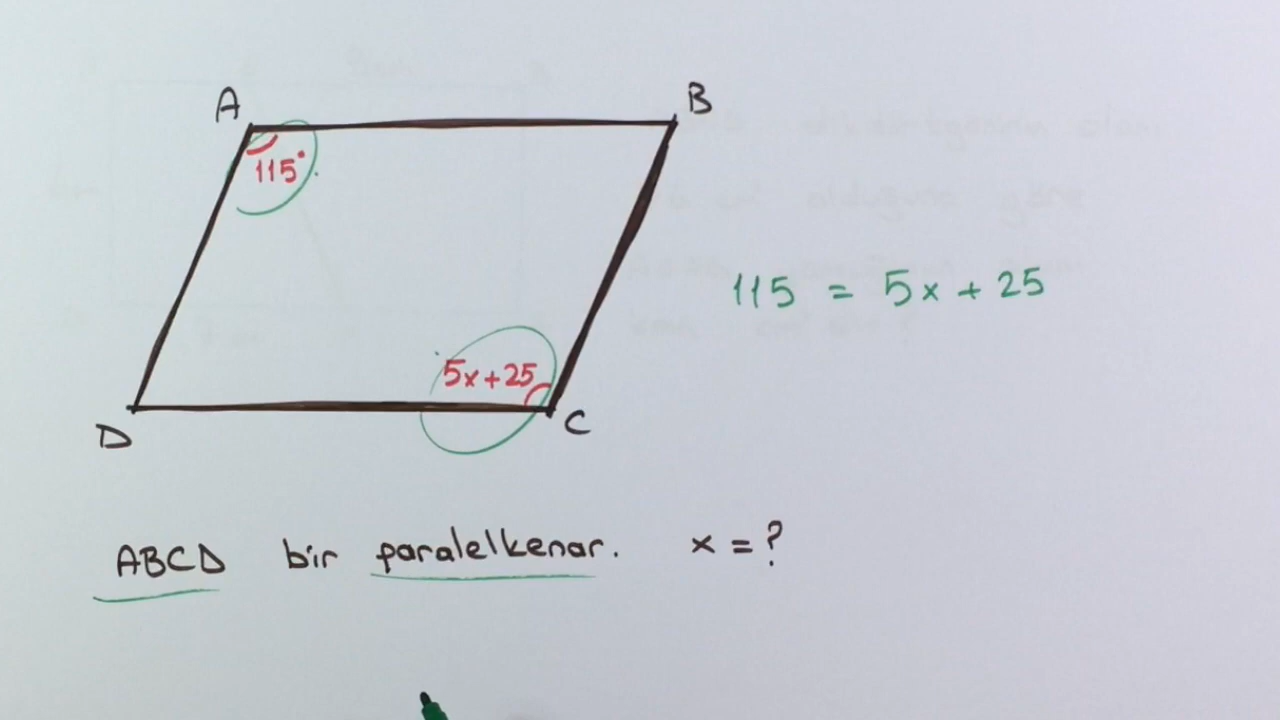 A
B
115°
115 = 5x + 25
5x+25
D
C
ABCD bir paralelkenar. x = ?